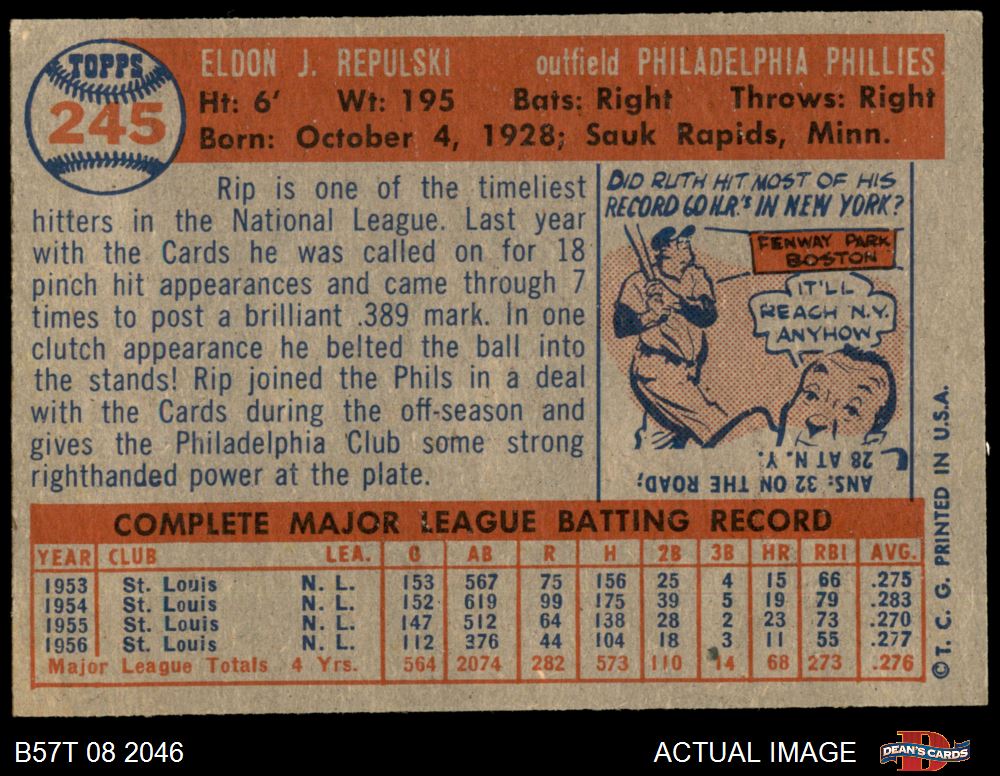 TOPPS
245
ELDON J. REPULSKI outfield PHILADELPHIA PHILLIES
Ht: 6' Wt: 195 Bats: Right Throws: Right
Born: October 4, 1928; Sauk Rapids, Minn.
Rip is one of the timeliest
hitters in the National League. Last year
with the Cards he was called on for 18
pinch hit appearances and came through 7
times to post a brilliant .389 mark. In one
clutch appearance he belted the ball into
the stands! Rip joined the Phils in a deal
with the Cards during the off-season and
gives the Philadelphia Club some strong
righthanded power at the plate.
DID RUTH HIT MOST OF HIS
RECORD 60 H.R.'S IN NEW YORK?
FENWAY PARK
BOSTON
IT'LL
REACH N.Y.
ANYHOW
ANS: 32 ON THE ROAD;
28 AT N.Y.
COMPLETE MAJOR LEAGUE BATTING RECORD
YEAR CLUB LEA. G AB R H 2B 3B HR RBI AVG.
1953 St. Louis N. L. 153 567 75 156 25 4 15 66 .275
1954 St. Louis N. L. 152 619 99 175 39 5 19 79 .283
1955 St. Louis N. L. 147 512 64 138 28 2 23 73 .270
1956 St. Louis N. L. 112 376 44 104 18 3 11 55 .277
Major League Totals 4 Yrs. 564 2074 282 573 110 14 68 273 .276
©T. C. G. PRINTED IN U.S.A.
B57T 08 2046
ACTUAL IMAGE
D
DEAN'S CARDS